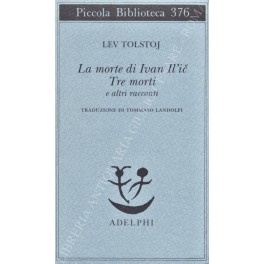 Piccola Biblioteca 376
LEV TOLSTOJ
La morte di Ivan Il'ič
Tre morti
e altri racconti
TRADUZIONE DI TOMMASO LANDOLFI
ADELPHI